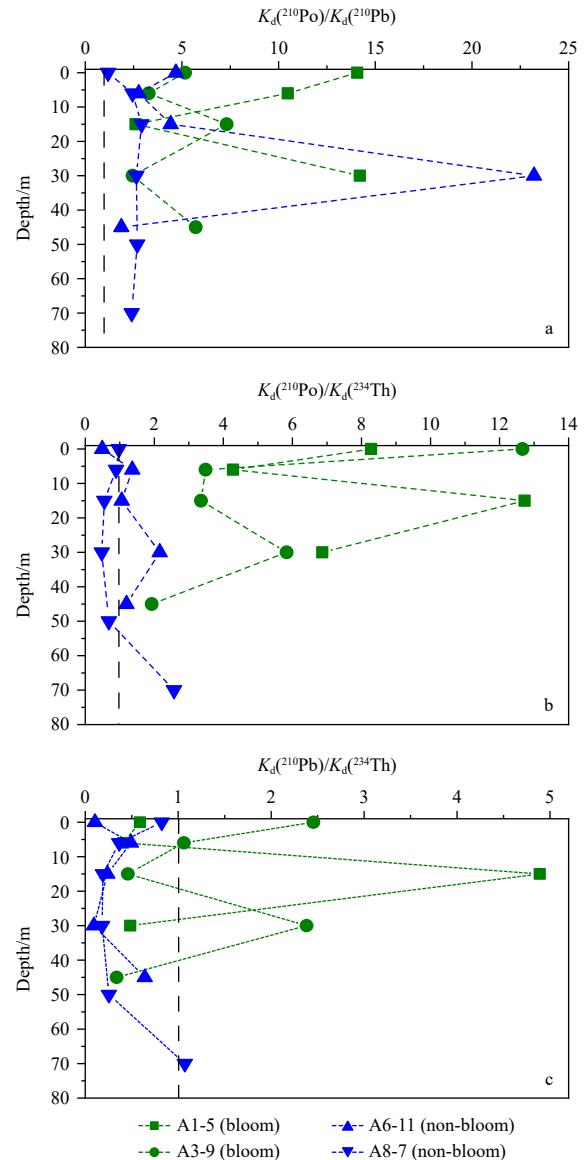 K_d(²¹⁰Po)/K_d(²¹⁰Pb)
0 5 10 15 20 25
0
10
20
30
40
50
60
70
80
Depth/m
a
K_d(²¹⁰Po)/K_d(²³⁴Th)
0 2 4 6 8 10 12 14
0
10
20
30
40
50
60
70
80
Depth/m
b
K_d(²¹⁰Pb)/K_d(²³⁴Th)
0 1 2 3 4 5
0
10
20
30
40
50
60
70
80
Depth/m
c
A1-5 (bloom) A6-11 (non-bloom)
A3-9 (bloom) A8-7 (non-bloom)